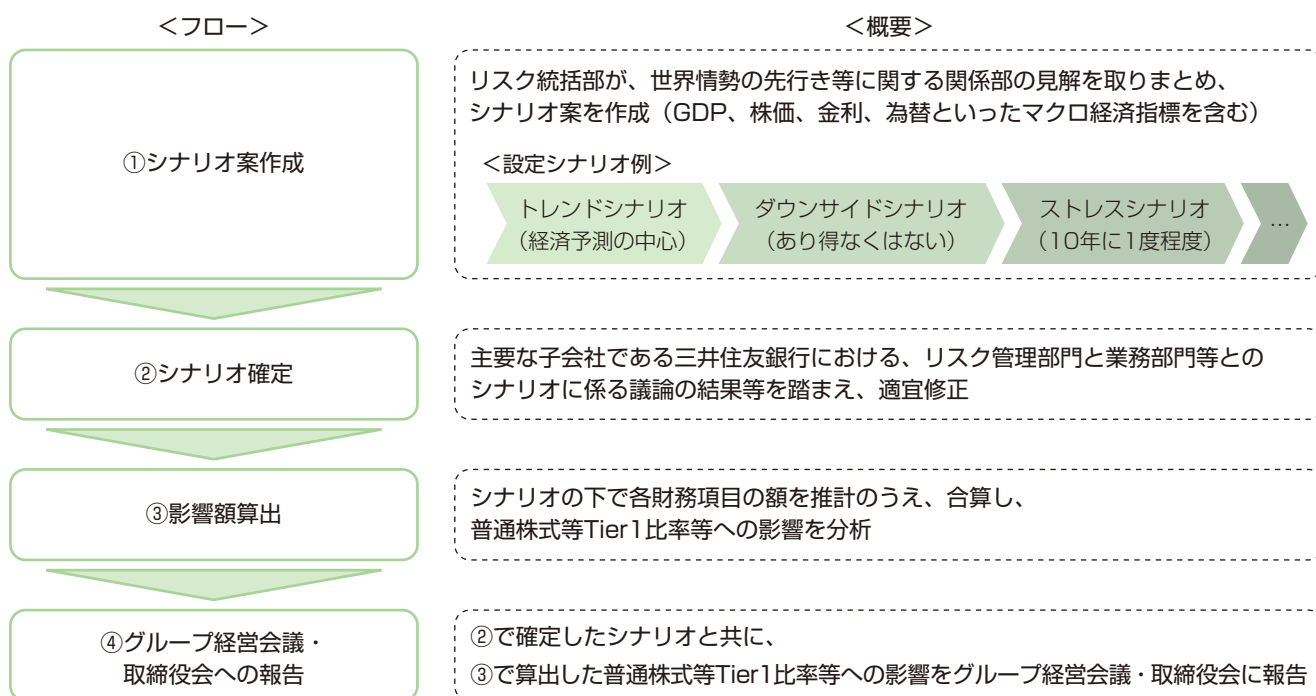 ＜フロー＞
＜概要＞
①シナリオ案作成
リスク統括部が、世界情勢の先行き等に関する関係部の見解を取りまとめ、
シナリオ案を作成（GDP、株価、金利、為替といったマクロ経済指標を含む）
＜設定シナリオ例＞
トレンドシナリオ
（経済予測の中心）
ダウンサイドシナリオ
（あり得なくはない）
ストレスシナリオ
（10年に1度程度）
…
②シナリオ確定
主要な子会社である三井住友銀行における、リスク管理部門と業務部門等との
シナリオに係る議論の結果等を踏まえ、適宜修正
③影響額算出
シナリオの下で各財務項目の額を推計のうえ、合算し、
普通株式等Tier1比率等への影響を分析
④グループ経営会議・
取締役会への報告
②で確定したシナリオと共に、
③で算出した普通株式等Tier1比率等への影響をグループ経営会議・取締役会に報告